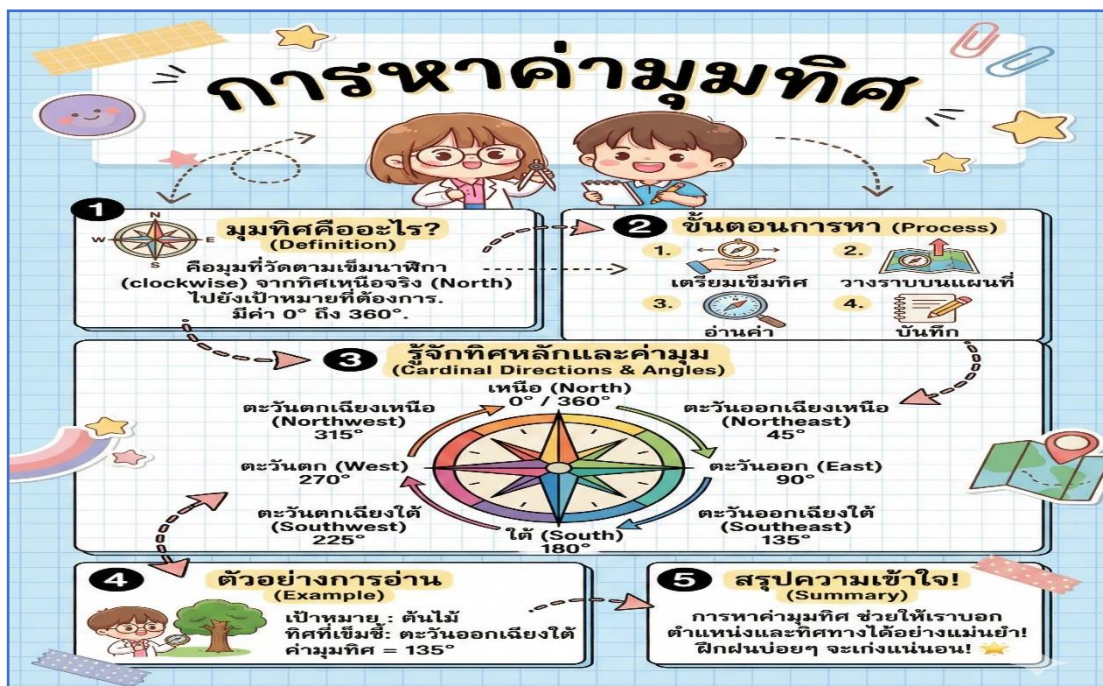 การหาค่ามุมทิศ
1
N
W
E
S
มุมทิศคืออะไร?
(Definition)
คือมุมที่วัดตามเข็มนาฬิกา
(clockwise) จากทิศเหนือจริง (North)
ไปยังเป้าหมายที่ต้องการ.
มีค่า 0° ถึง 360°.
2 ขั้นตอนการหา (Process)
1.
เตรียมเข็มทิศ
2.
วางราบบนแผนที่
3.
อ่านค่า
4.
บันทึก
3 รู้จักทิศหลักและค่ามุม
(Cardinal Directions & Angles)
เหนือ (North)
0° / 360°
ตะวันตกเฉียงเหนือ
(Northwest)
315°
ตะวันออกเฉียงเหนือ
(Northeast)
45°
ตะวันตก (West)
270°
ตะวันออก (East)
90°
ตะวันตกเฉียงใต้
(Southwest)
225°
ตะวันออกเฉียงใต้
(Southeast)
135°
ใต้ (South)
180°
4 ตัวอย่างการอ่าน
(Example)
เป้าหมาย : ต้นไม้
ทิศที่เข็มชี้: ตะวันออกเฉียงใต้
ค่ามุมทิศ = 135°
5 สรุปความเข้าใจ!
(Summary)
การหาค่ามุมทิศ ช่วยให้เราบอก
ตำแหน่งและทิศทางได้อย่างแม่นยำ!
ฝึกฝนบ่อยๆ จะเก่งแน่นอน!